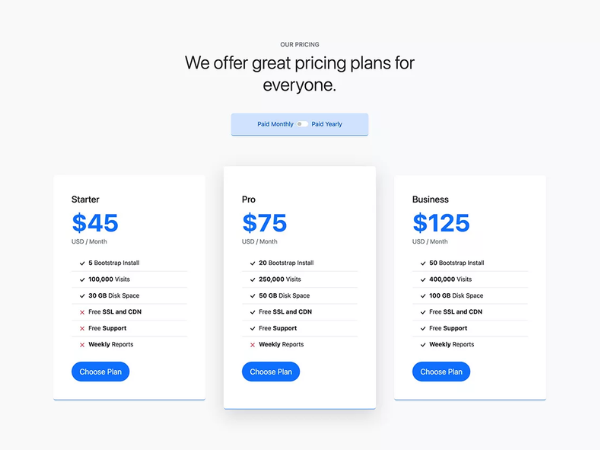 OUR PRICING
We offer great pricing plans for
everyone.
Paid Monthly Paid Yearly
Starter
$45
USD / Month
5 Bootstrap Install
100,000 Visits
30 GB Disk Space
Free SSL and CDN
Free Support
Weekly Reports
Choose Plan
Pro
$75
USD / Month
20 Bootstrap Install
250,000 Visits
50 GB Disk Space
Free SSL and CDN
Free Support
Weekly Reports
Choose Plan
Business
$125
USD / Month
50 Bootstrap Install
400,000 Visits
100 GB Disk Space
Free SSL and CDN
Free Support
Weekly Reports
Choose Plan